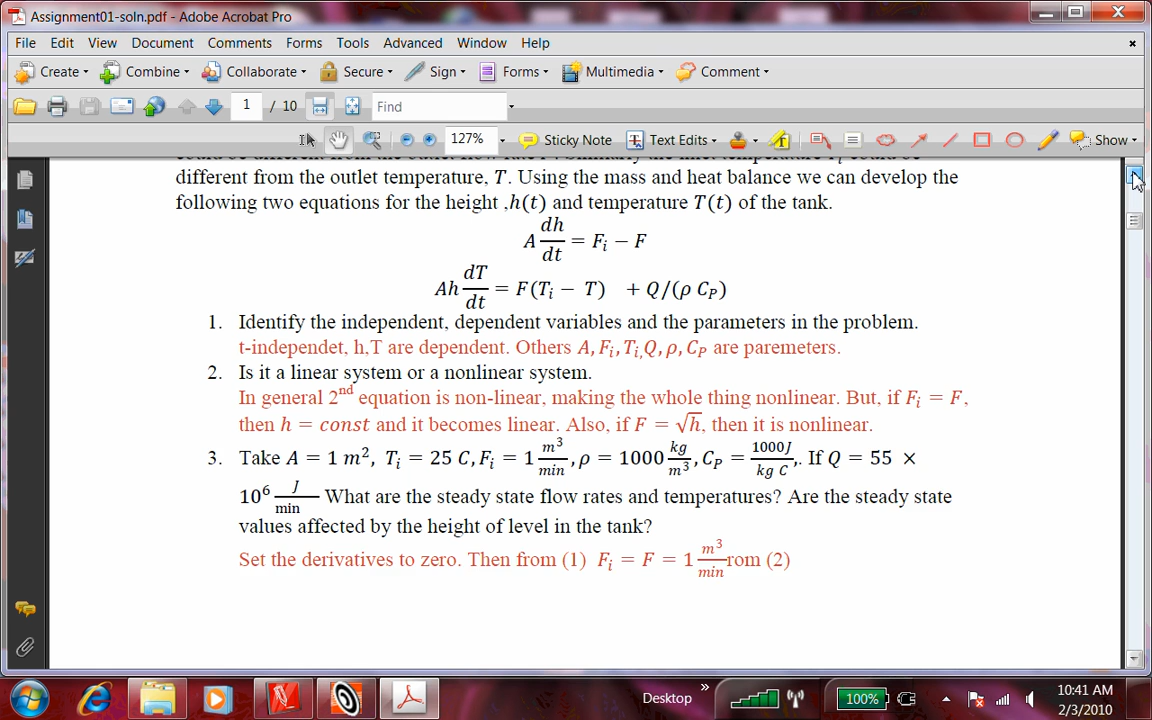 Assignment01-soln.pdf - Adobe Acrobat Pro
File Edit View Document Comments Forms Tools Advanced Window Help
Create Combine Collaborate Secure Sign Forms Multimedia Comment
1 / 10 Find
127% Sticky Note Text Edits Show
different from the outlet tempwrature, T. Using the mass and heat balance we can develop the
following two equations for the height ,h(t) and temperature T(t) of the tank.
A dh/dt = Fᵢ − F
Ah dT/dt = F(Tᵢ − T) + Q/(ρ C_P)
1. Identify the independent, dependent variables and the parameters in the problem.
t-independet, h,T are dependent. Others A, Fᵢ, Tᵢ,Q, ρ, C_P are paremeters.
2. Is it a linear system or a nonlinear system.
In general 2nd equation is non-linear, making the whole thing nonlinear. But, if Fᵢ = F,
then h = const and it becomes linear. Also, if F = √h, then it is nonlinear.
3. Take A = 1 m², Tᵢ = 25 C, Fᵢ = 1 m³/min, ρ = 1000 kg/m³, C_P = 1000J/kg C,. If Q = 55 ×
10⁶ J/min What are the steady state flow rates and temperatures? Are the steady state
values affected by the height of level in the tank?
Set the derivatives to zero. Then from (1) Fᵢ = F = 1 m³/min rom (2)
Desktop » 100% 10:41 AM
2/3/2010